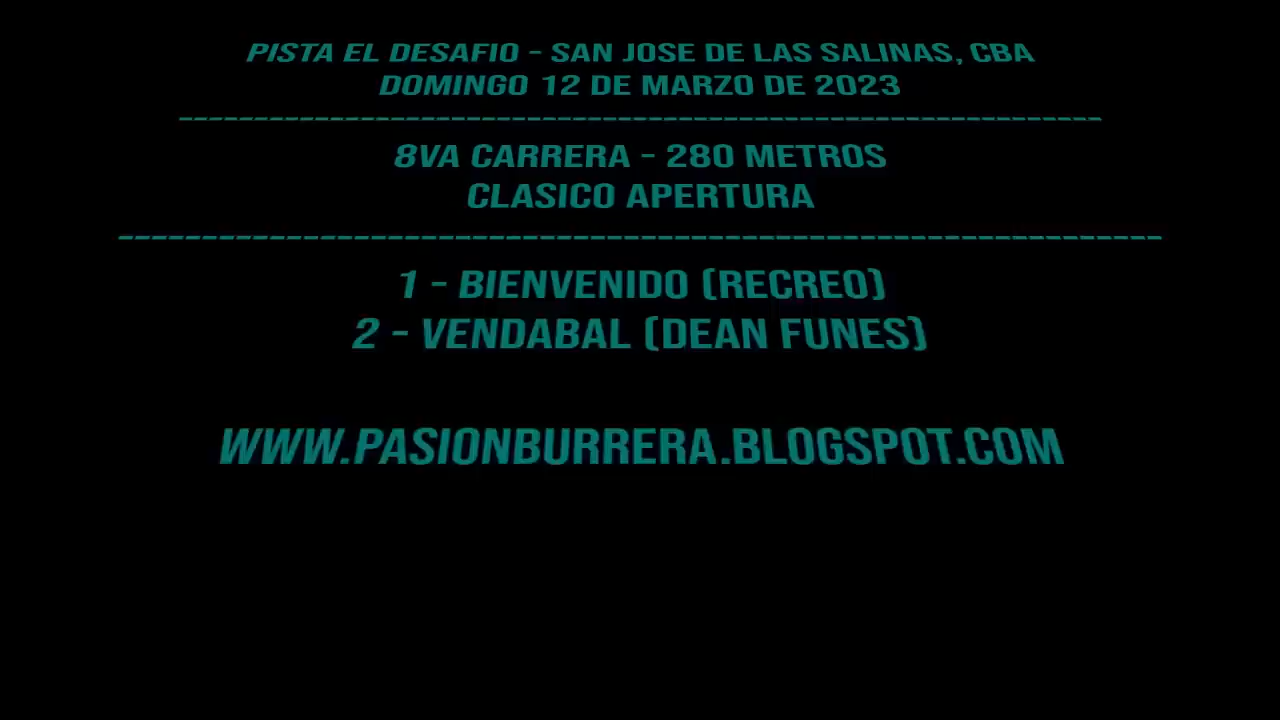 PISTA EL DESAFIO - SAN JOSE DE LAS SALINAS, CBA
DOMINGO 12 DE MARZO DE 2023
8VA CARRERA - 280 METROS
CLASICO APERTURA
1 - BIENVENIDO (RECREO)
2 - VENDABAL (DEAN FUNES)
WWW.PASIONBURRERA.BLOGSPOT.COM